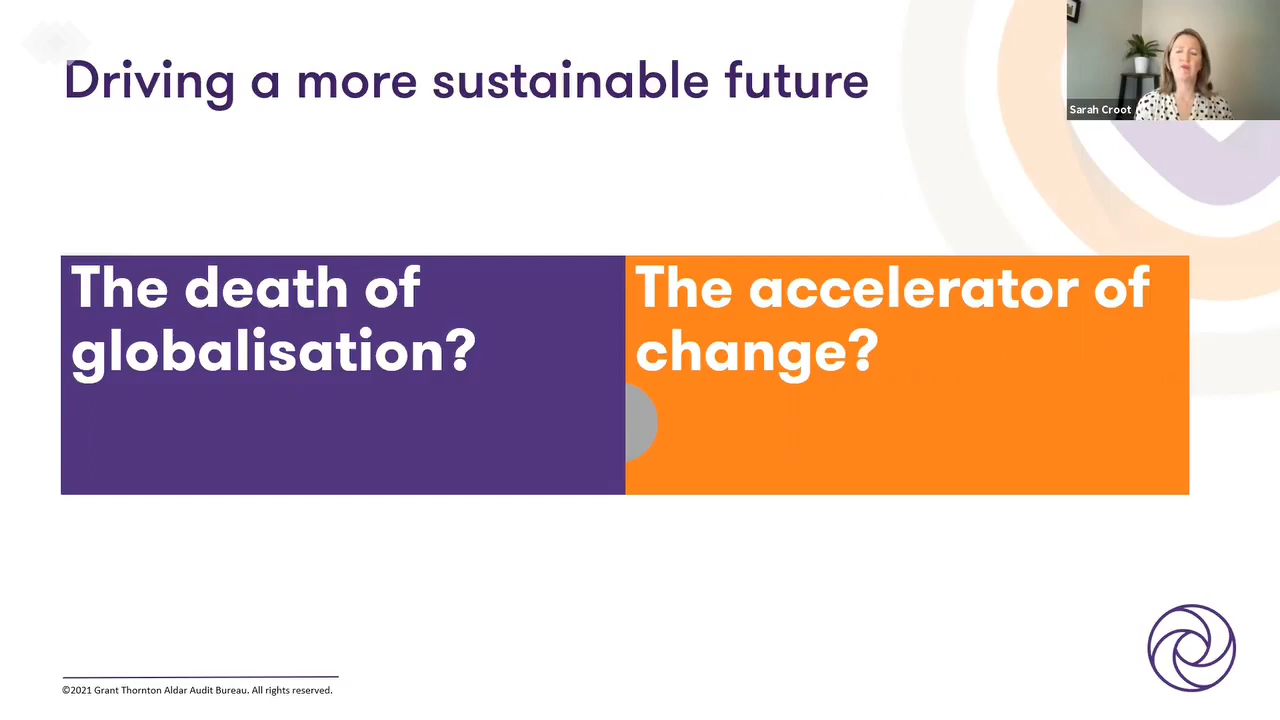 Driving a more sustainable future
Sarah Croot
The death of
globalisation?
The accelerator of
change?
©2021 Grant Thornton Aldar Audit Bureau. All rights reserved.